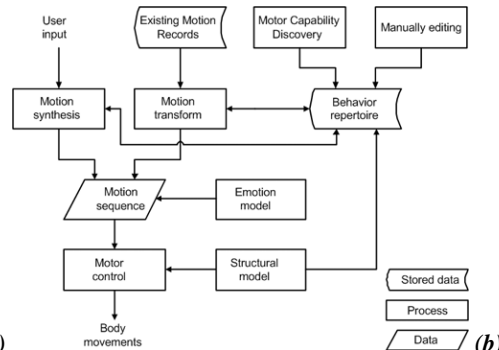 User
input
Existing Motion
Records
Motor Capability
Discovery
Manually editing
Motion
synthesis
Motion
transform
Behavior
repertoire
Motion
sequence
Emotion
model
Motor
control
Structural
model
Body
movements
Stored data
Process
Data
)
(b)